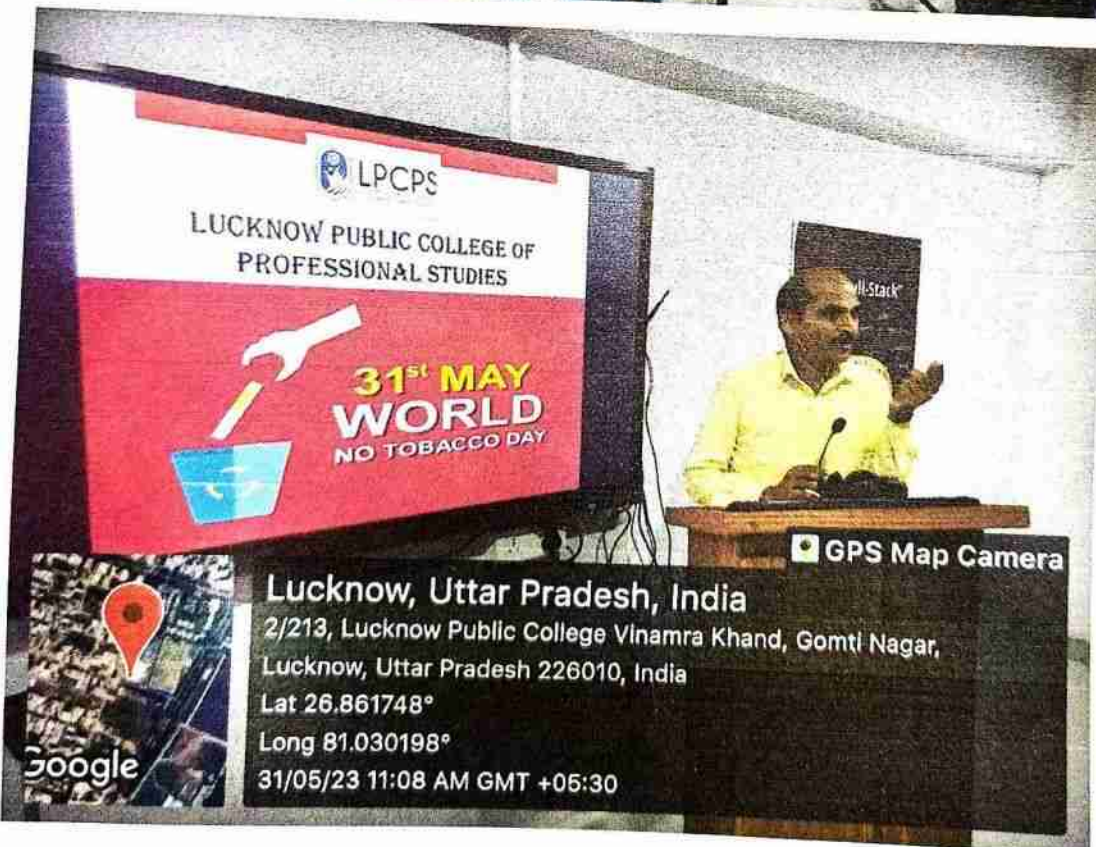 LPCPS
LUCKNOW PUBLIC COLLEGE OF
PROFESSIONAL STUDIES
31st MAY
WORLD
NO TOBACCO DAY
GPS Map Camera
Lucknow, Uttar Pradesh, India
2/213, Lucknow Public College Vinamra Khand, Gomti Nagar,
Lucknow, Uttar Pradesh 226010, India
Lat 26.861748°
Long 81.030198°
31/05/23 11:08 AM GMT +05:30
Google